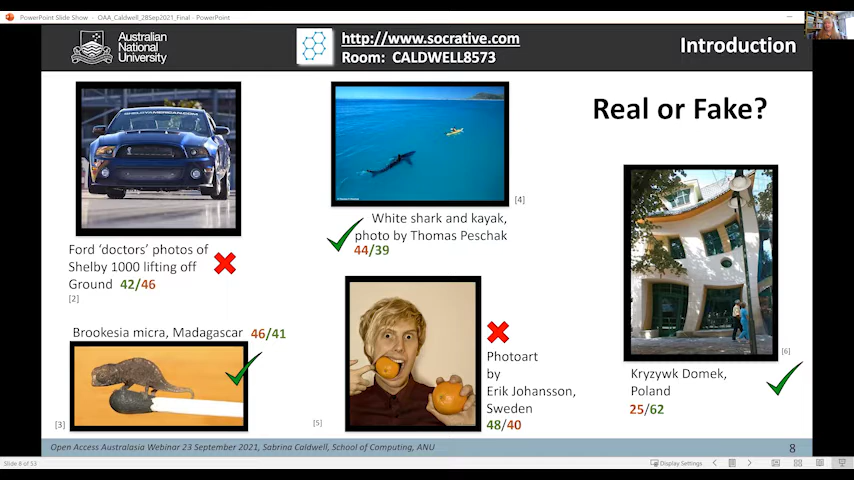 PowerPoint Slide Show - OAA_Caldwell_28Sep2021_Final - PowerPoint
Australian
National
University
http://www.socrative.com
Room: CALDWELL8573
Introduction
Real or Fake?
SHELBYAMERICAN.COM
Ford ‘doctors’ photos of
Shelby 1000 lifting off
Ground 42/46
[2]
[4]
White shark and kayak,
photo by Thomas Peschak
44/39
Brookesia micra, Madagascar 46/41
[3]
[5]
Photoart
by
Erik Johansson,
Sweden
48/40
[6]
Kryzywk Domek,
Poland
25/62
Open Access Australasia Webinar 23 September 2021, Sabrina Caldwell, School of Computing, ANU
8
Slide 8 of 53
Display Settings